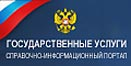 ГОСУДАРСТВЕННЫЕ УСЛУГИ
СПРАВОЧНО-ИНФОРМАЦИОННЫЙ ПОРТАЛ